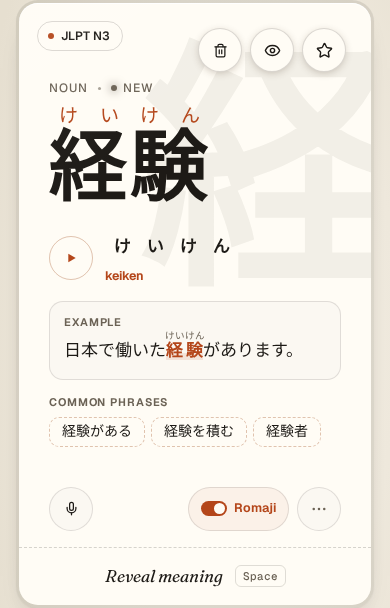 JLPT N3
NOUN • NEW
けいけん
経験
けいけん
keiken
EXAMPLE
けいけん
日本で働いた経験があります。
COMMON PHRASES
経験がある 経験を積む 経験者
Romaji ...
Reveal meaning Space